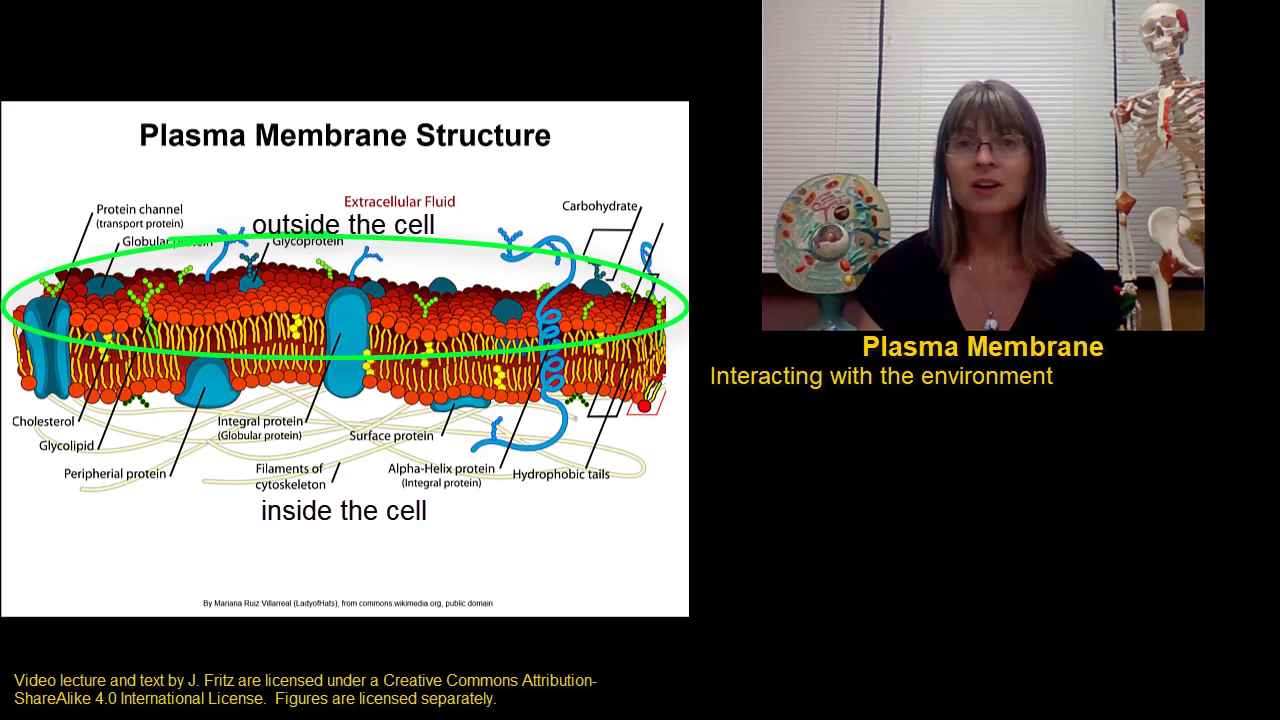 Plasma Membrane Structure
Extracellular Fluid
outside the cell
Protein channel
(transport protein)
Globular protein
Glycoprotein
Carbohydrate
Cholesterol
Glycolipid
Peripherial protein
Integral protein
(Globular protein)
Filaments of
cytoskeleton
Surface protein
Alpha-Helix protein
(Integral protein)
Hydrophobic tails
inside the cell
By Mariana Ruiz Villarreal (LadyofHats), from commons.wikimedia.org, public domain
Plasma Membrane
Interacting with the environment
Video lecture and text by J. Fritz are licensed under a Creative Commons Attribution-
ShareAlike 4.0 International License.  Figures are licensed separately.